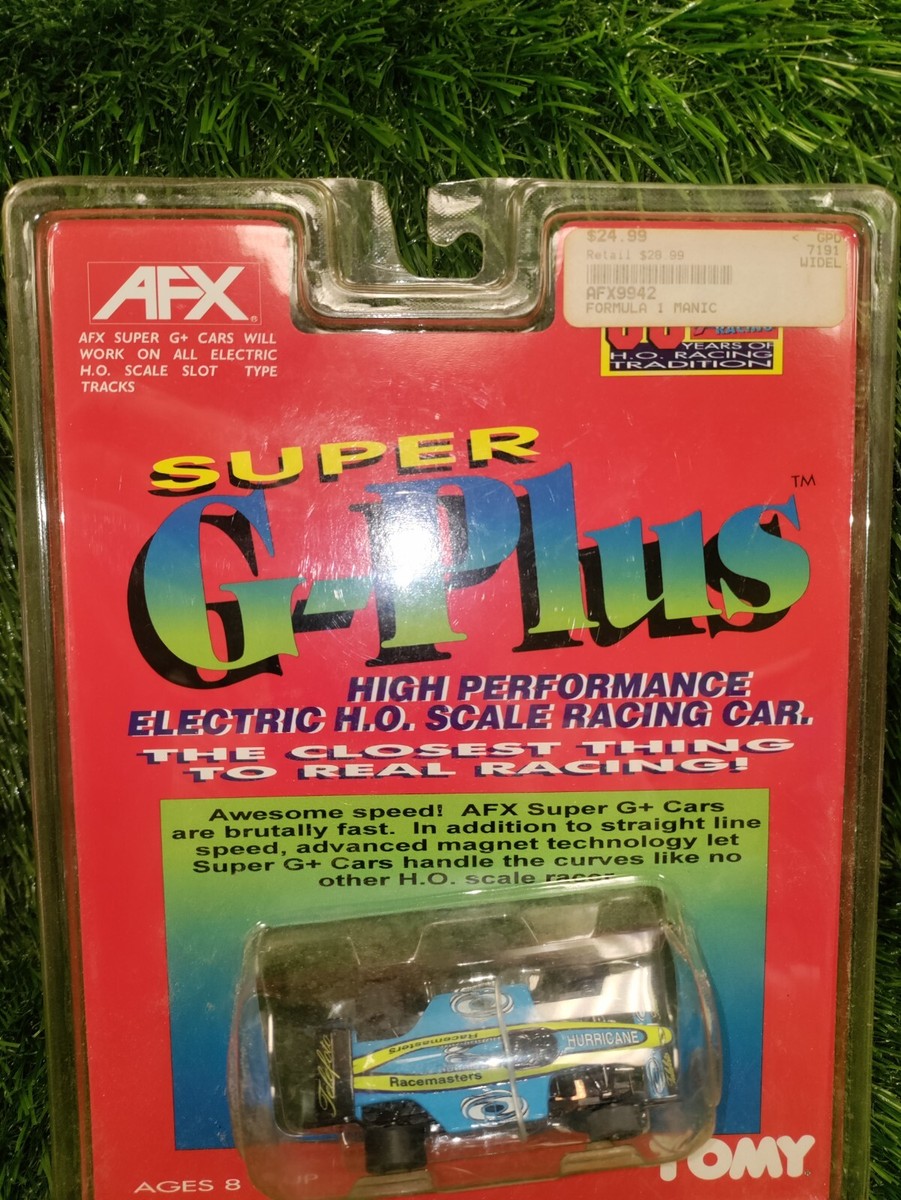 AFX
AFX SUPER G+ CARS WILL
WORK ON ALL ELECTRIC
H.O. SCALE SLOT TYPE
TRACKS
$24.99
< GPD
Retail $28.99
7191
WIDEL
AFX9942
FORMULA 1 MANIC
RACING
YEARS OF
H.O. RACING
TRADITION
SUPER
G-Plus
TM
HIGH PERFORMANCE
ELECTRIC H.O. SCALE RACING CAR.
THE CLOSEST THING
TO REAL RACING!
Awesome speed! AFX Super G+ Cars
are brutally fast. In addition to straight line
speed, advanced magnet technology let
Super G+ Cars handle the curves like no
other H.O. scale racer
HURRICANE
Racemasters
Racemasters
TOMY
AGES 8 UP